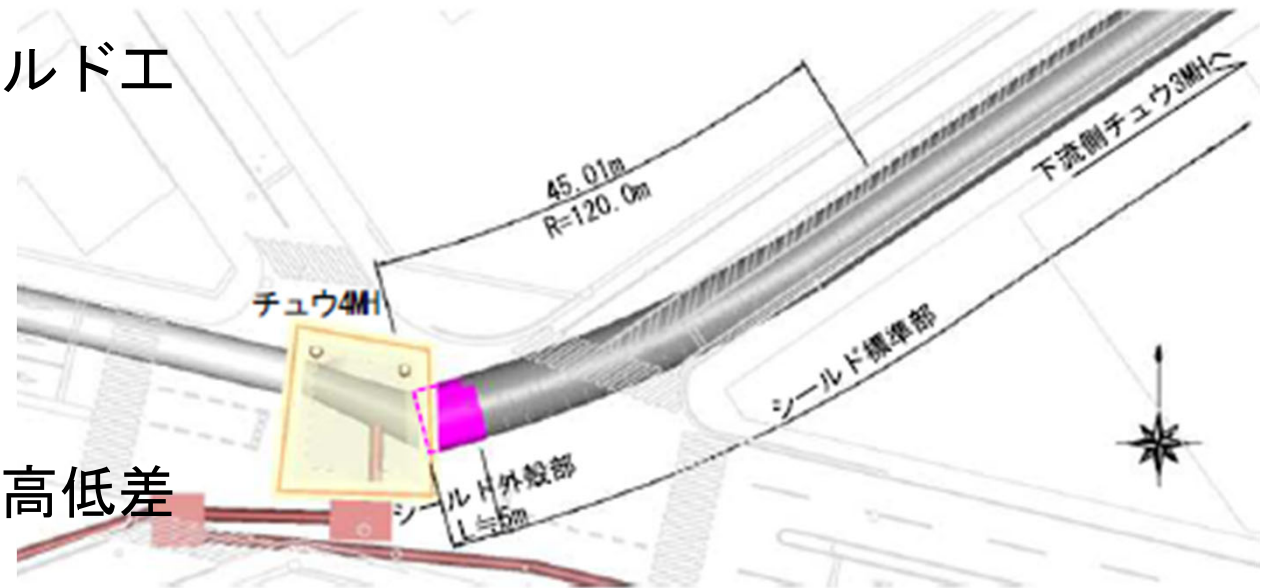 ルド工
45.01m
R=120.0m
下流側チュウ3MHへ
チュウ4MH
シールド標準部
シールド外殻部
L≒5m
高低差